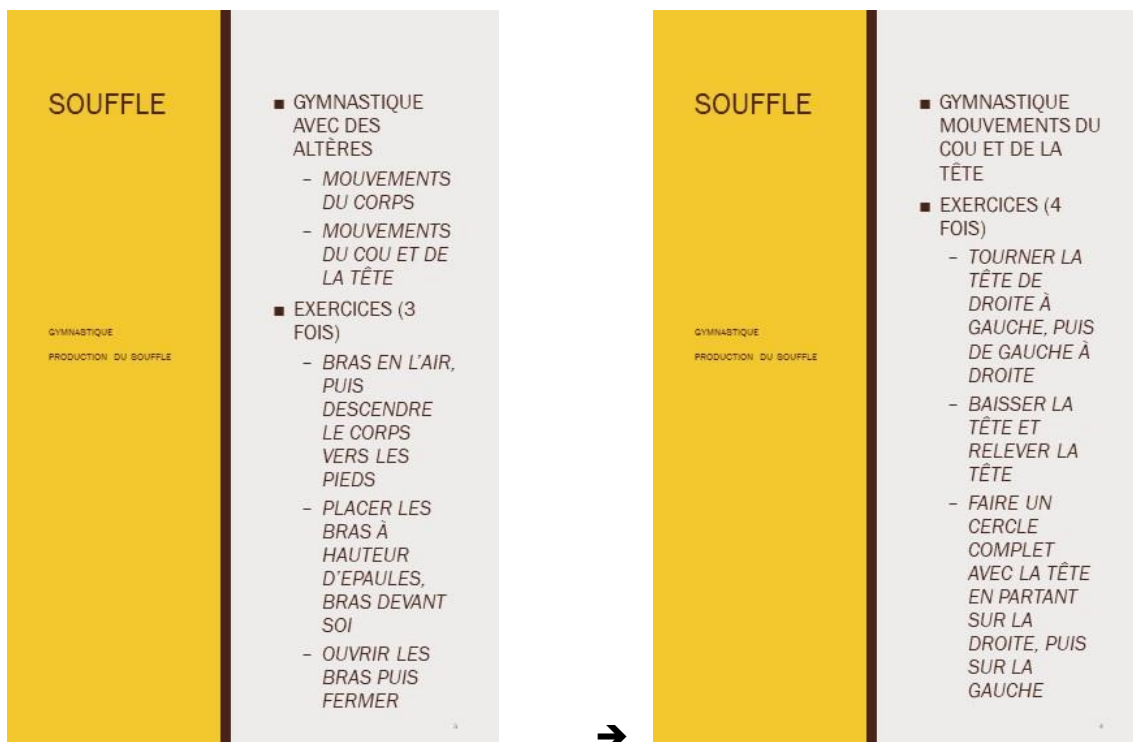 SOUFFLE
GYMNASTIQUE
PRODUCTION DU SOUFFLE
■ GYMNASTIQUE
AVEC DES
ALTÈRES
– MOUVEMENTS
DU CORPS
– MOUVEMENTS
DU COU ET DE
LA TÊTE
■ EXERCICES (3
FOIS)
– BRAS EN L'AIR,
PUIS
DESCENDRE
LE CORPS
VERS LES
PIEDS
– PLACER LES
BRAS À
HAUTEUR
D'EPAULES,
BRAS DEVANT
SOI
– OUVRIR LES
BRAS PUIS
FERMER
➔
SOUFFLE
GYMNASTIQUE
PRODUCTION DU SOUFFLE
■ GYMNASTIQUE
MOUVEMENTS DU
COU ET DE LA
TÊTE
■ EXERCICES (4
FOIS)
– TOURNER LA
TÊTE DE
DROITE À
GAUCHE, PUIS
DE GAUCHE À
DROITE
– BAISSER LA
TÊTE ET
RELEVER LA
TÊTE
– FAIRE UN
CERCLE
COMPLET
AVEC LA TÊTE
EN PARTANT
SUR LA
DROITE, PUIS
SUR LA
GAUCHE